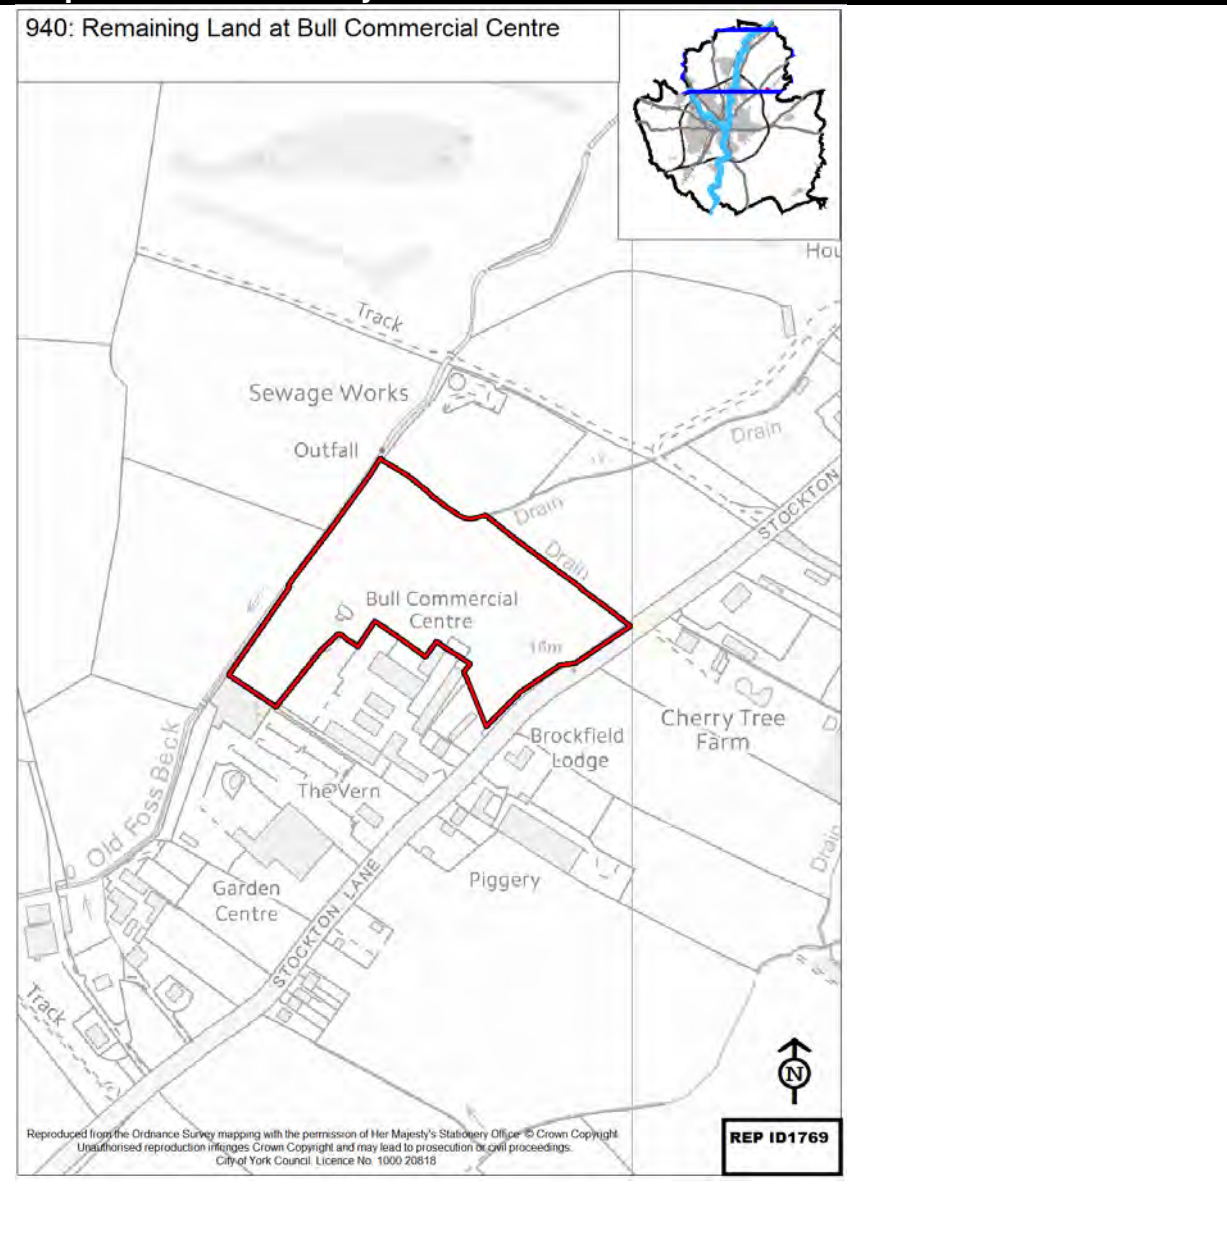 940: Remaining Land at Bull Commercial Centre
Hou
Track
Sewage Works
Outfall
Drain
STOCKTON
Drain
Drain
Bull Commercial
Centre
16m
Cherry Tree
Farm
D
Brockfield
Lodge
The Vern
Old Foss Beck
Drain
Piggery
Garden
Centre
STOCKTON LANE
Track
N
REP ID1769
Reproduced from the Ordnance Survey mapping with the permission of Her Majesty's Stationery Office © Crown Copyright
Unauthorised reproduction infringes Crown Copyright and may lead to prosecution or civil proceedings.
City of York Council. Licence No. 1000 20818